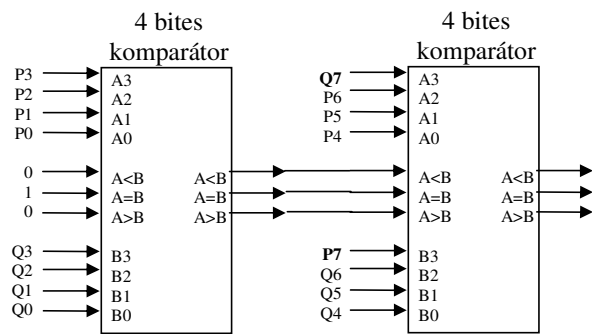 4 bites
komparátor
P3
P2
P1
P0
A3
A2
A1
A0
0
1
0
A<B A<B
A=B A=B
A>B A>B
Q3
Q2
Q1
Q0
B3
B2
B1
B0
4 bites
komparátor
Q7
P6
P5
P4
A3
A2
A1
A0
A<B A<B
A=B A=B
A>B A>B
P7
Q6
Q5
Q4
B3
B2
B1
B0